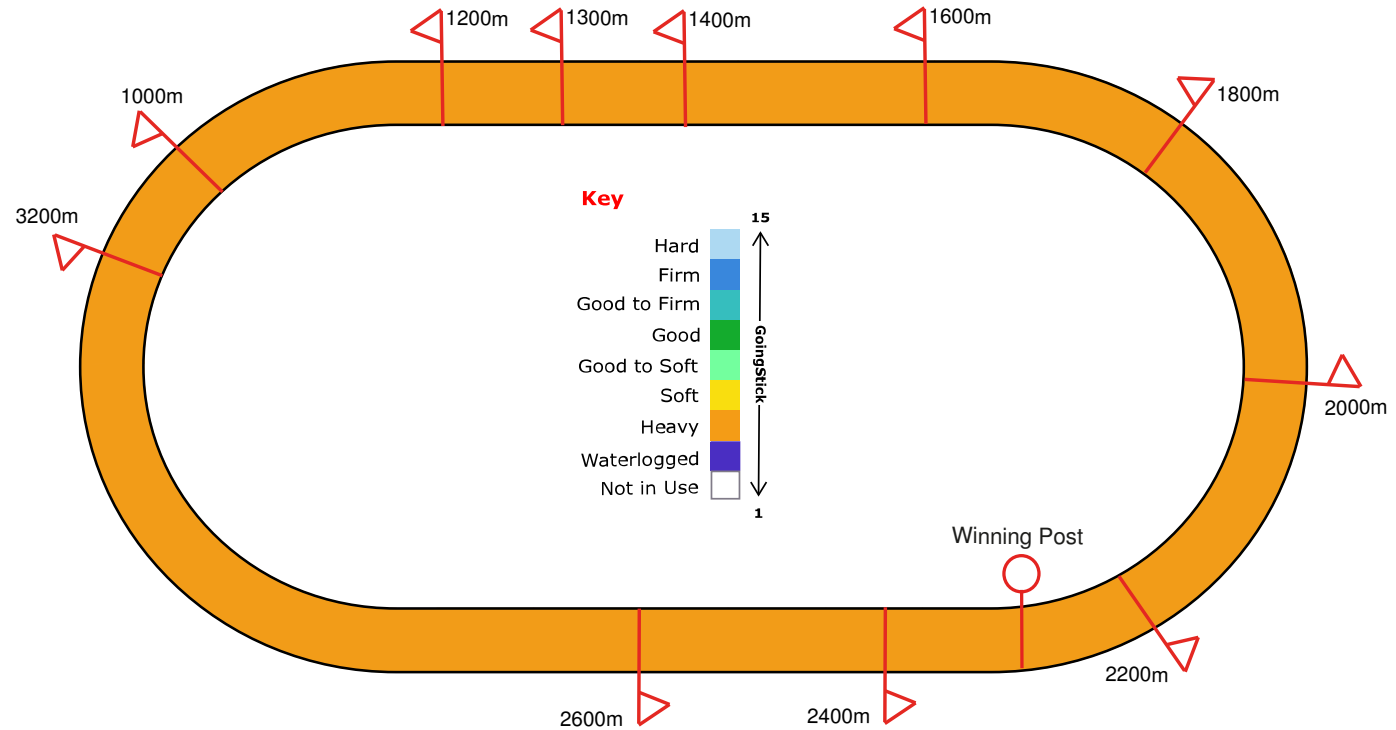 1200m
1300m
1400m
1600m
1000m
1800m
3200m
Key
15
Hard
Firm
Good to Firm
Good
Good to Soft
Soft
Heavy
Waterlogged
Not in Use
GoingStick
1
2000m
Winning Post
2200m
2400m
2600m